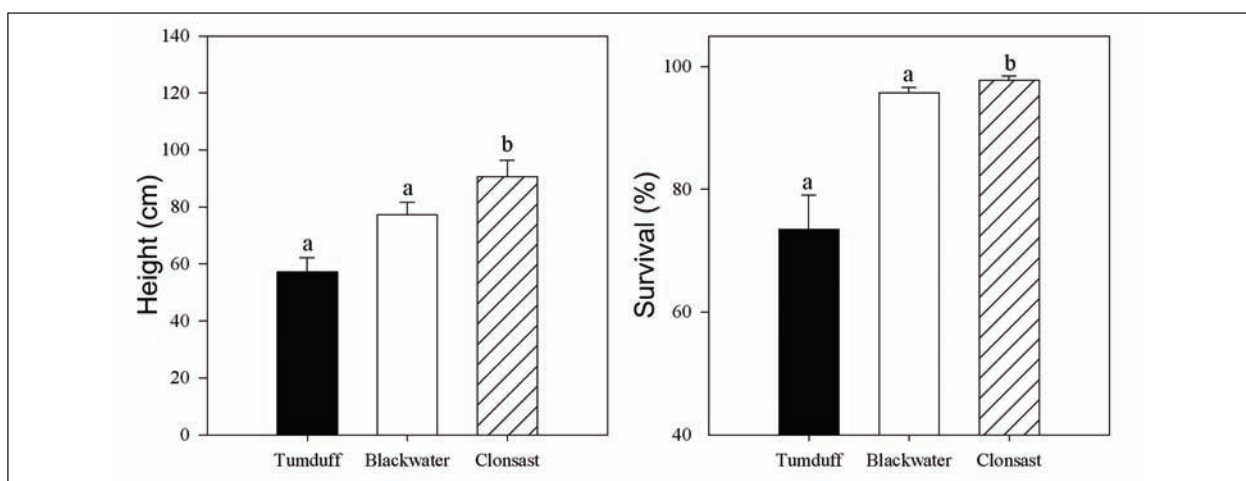 140
120
100
80
60
40
20
0
Height (cm)
a
a
b
Tumduff
Blackwater
Clonsast
100
80
60
40
Survival (%)
a
a
b
Tumduff
Blackwater
Clonsast